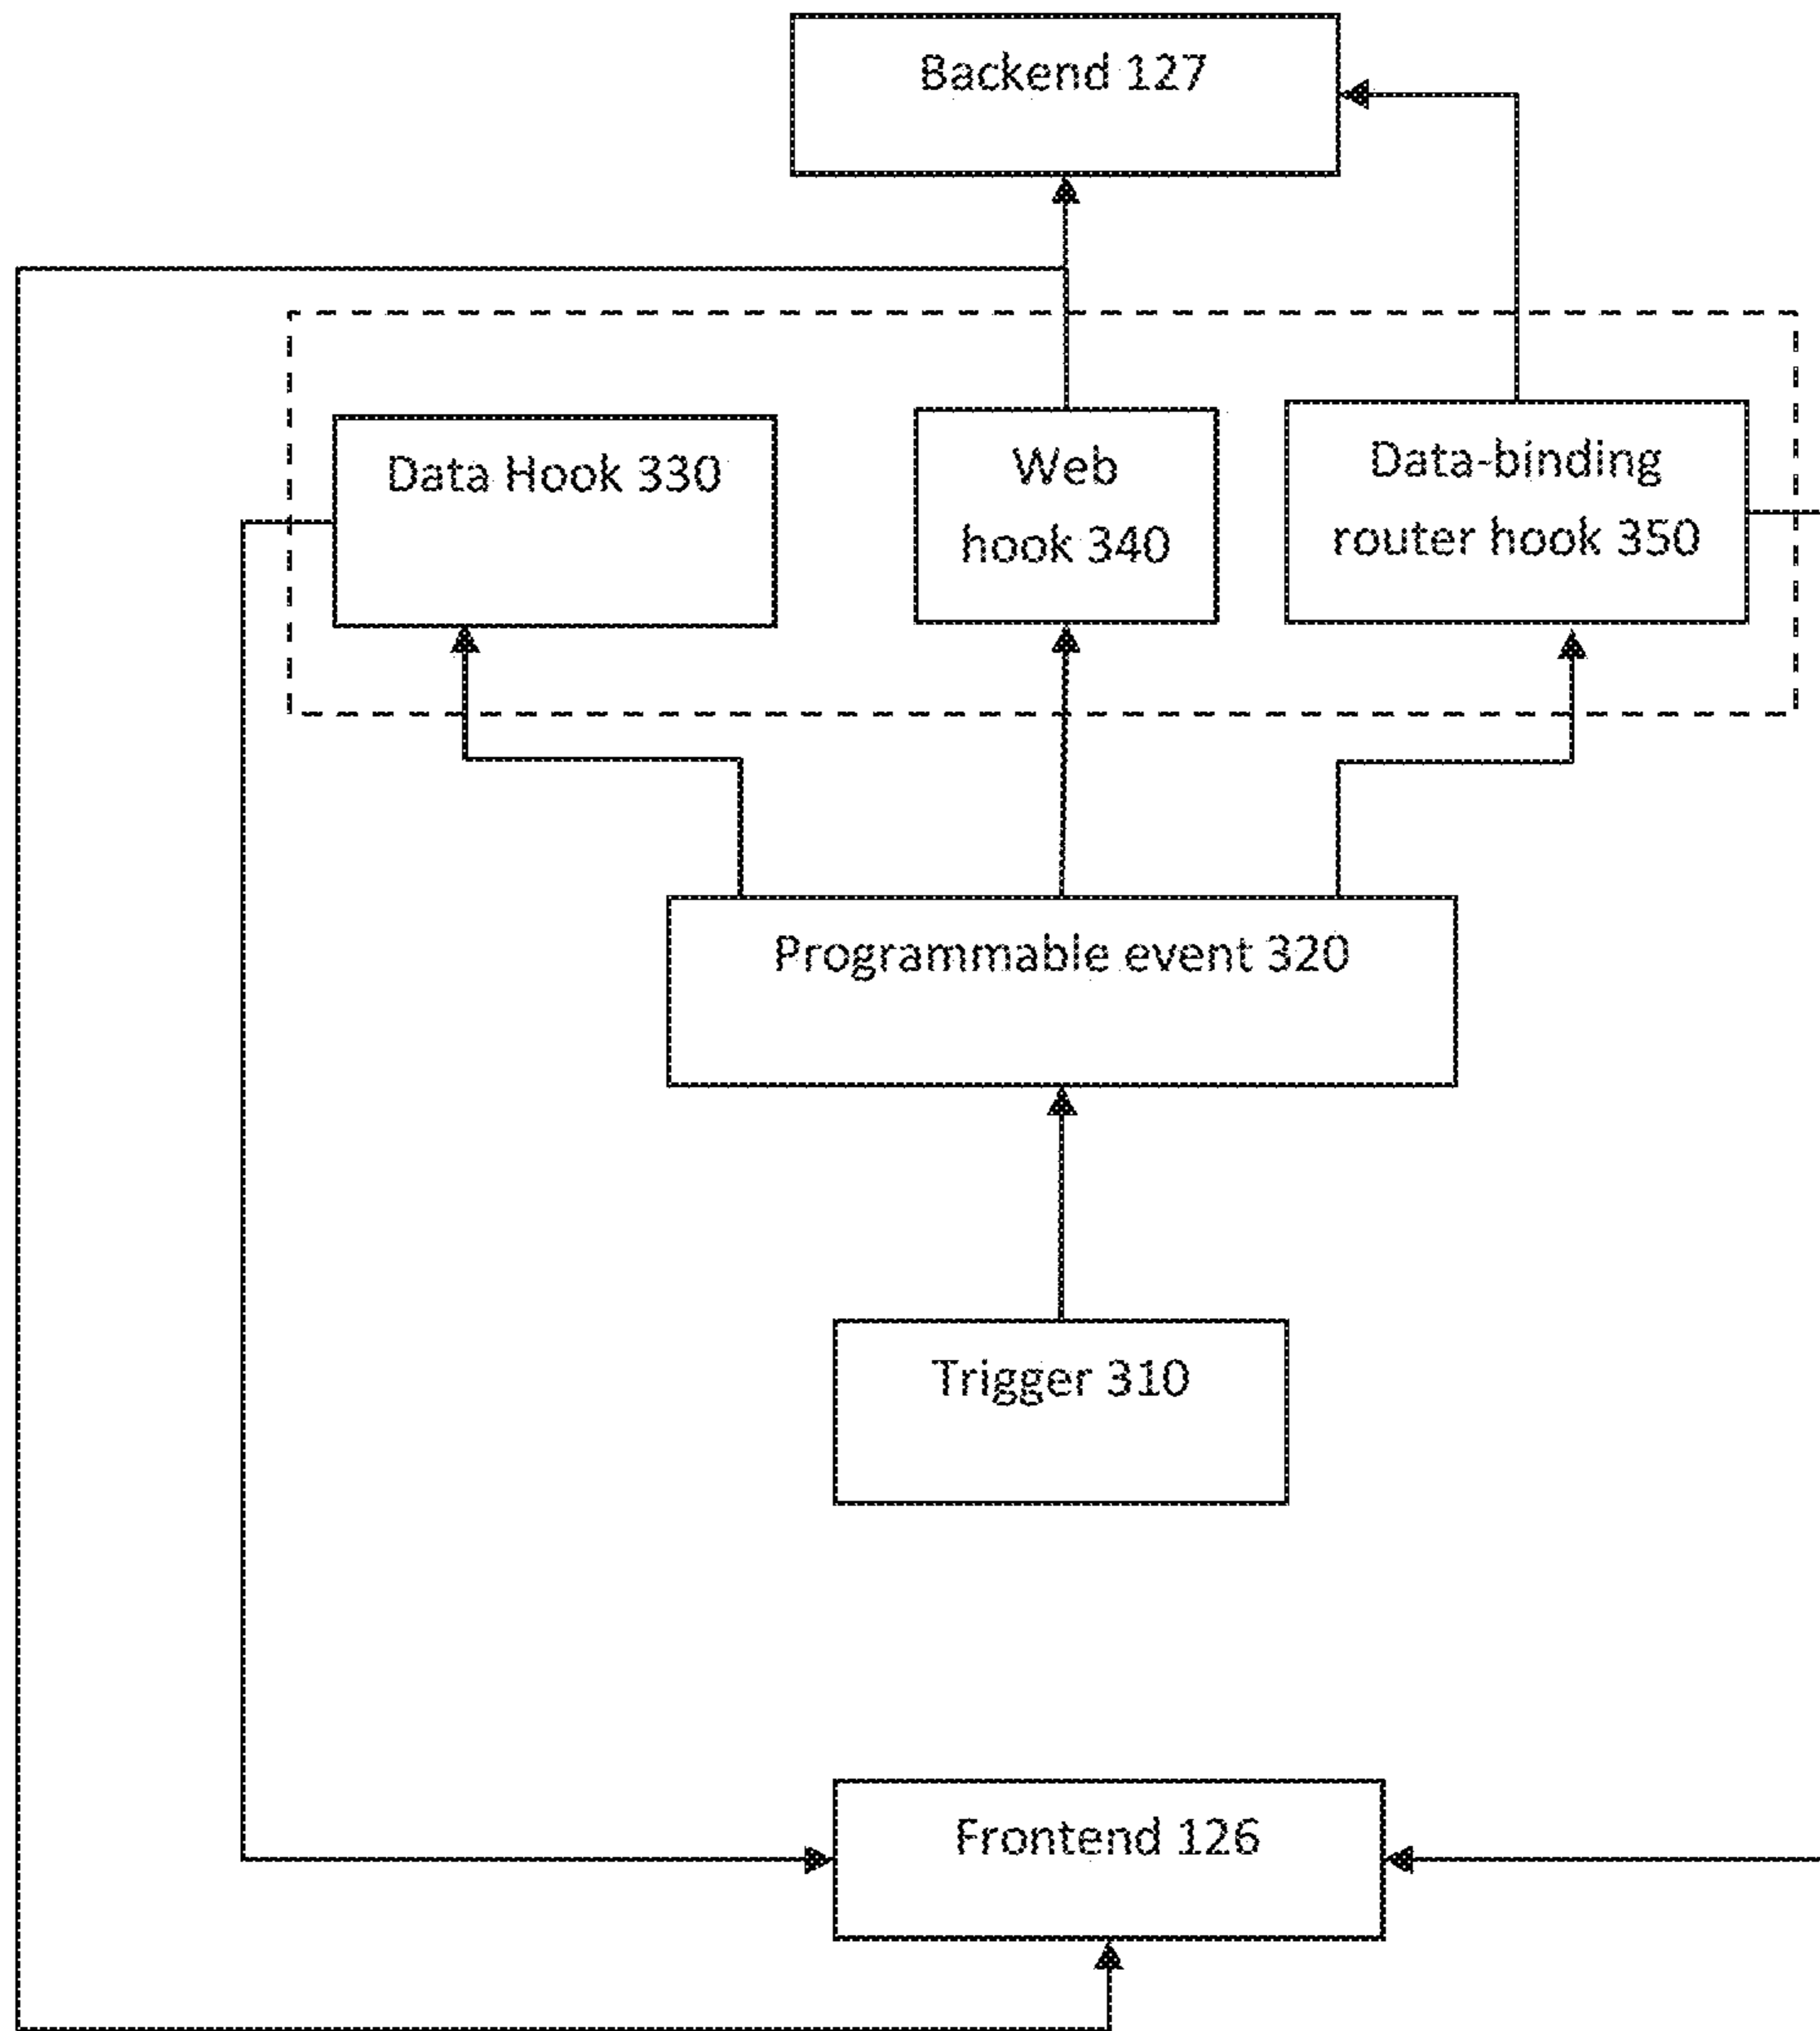 Backend 127
Data Hook 330
Web
hook 340
Data-binding
router hook 350
Programmable event 320
Trigger 310
Frontend 126